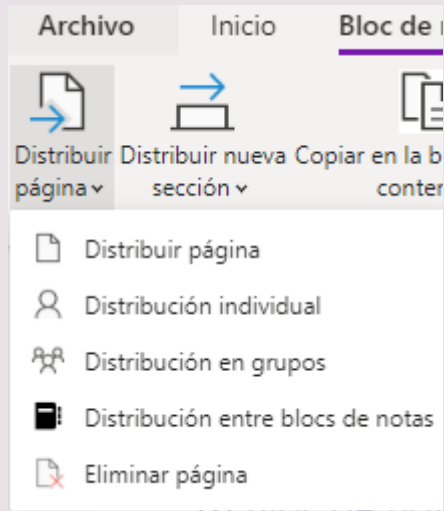 Archivo Inicio Bloc de
Distribuir Distribuir nueva Copiar en la
página sección
Distribuir página
Distribución individual
Distribución en grupos
Distribución entre blocs de notas
Eliminar página